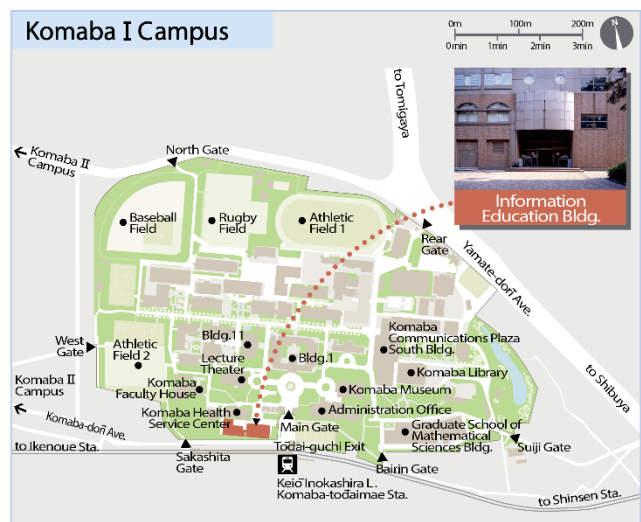 Komaba I Campus
0m 100m 200m
0min 1min 2min 3min
to Tomigaya
Komaba II
Campus
North Gate
Information
Education Bldg.
Baseball
Field
Rugby
Field
Athletic
Field 1
Rear
Gate
Yamate-dori Ave.
to Shibuya
West
Gate
Athletic
Field 2
Bldg.11
Lecture
Theater
Bldg.1
Komaba
Communications Plaza
South Bldg.
Komaba Library
Komaba II
Campus
Komaba
Faculty House
Komaba Museum
Komaba-dori Ave.
Komaba Health
Service Center
Administration Office
Main Gate
Graduate School of
Mathematical
Sciences Bldg.
Suiji Gate
to Ikenoue Sta.
Sakashita
Gate
Todai-guchi Exit
Bairin Gate
Keio Inokashira L.
Komaba-todaimae Sta.
to Shinsen Sta.